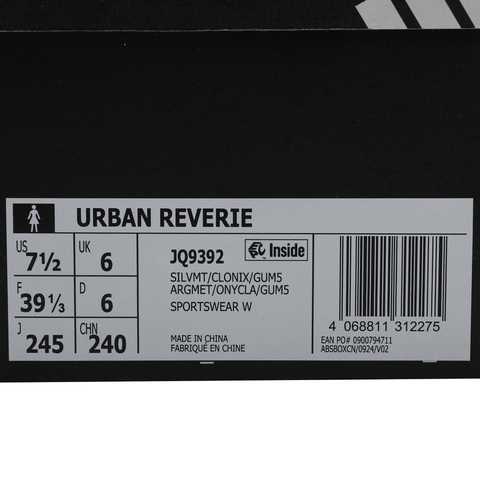 URBAN REVERIE
US 7½ UK 6
F 39⅓ D 6
J 245 CHN 240
JQ9392 Inside
SILVMT/CLONIX/GUM5
ARGMET/ONYCLA/GUM5
SPORTSWEAR W
MADE IN CHINA
FABRIQUÉ EN CHINE
4 068811 312275
EAN PO# 0900794711
ABSBOXCN/0924/V02